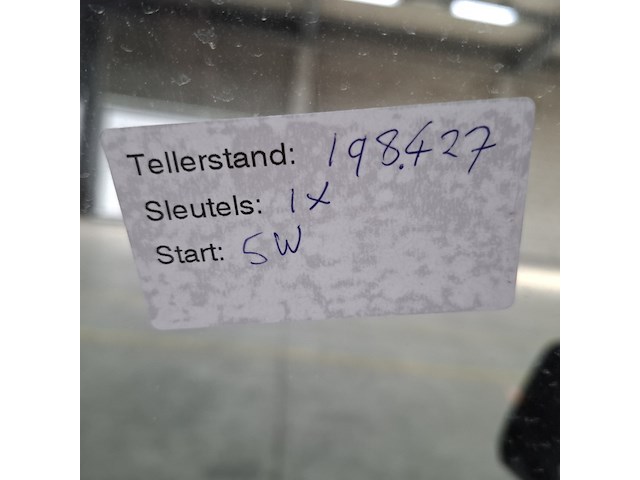 Tellerstand: 198.427
Sleutels: 1x
Start: SW